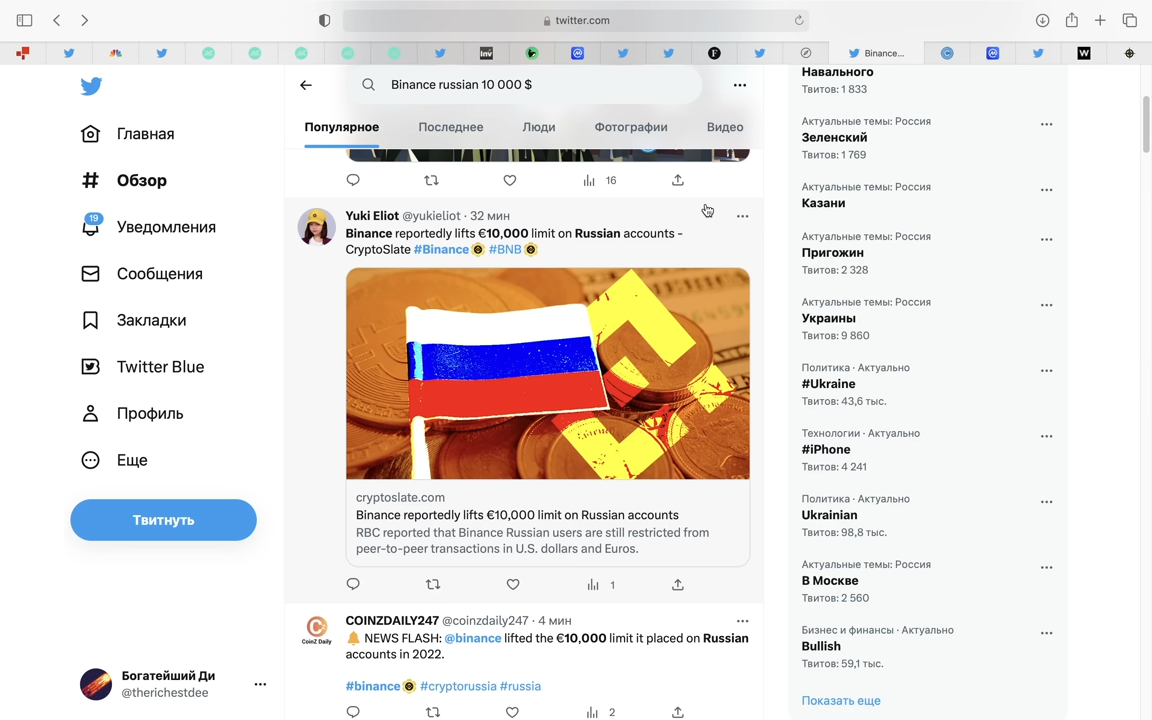 twitter.com
Inv
F
Binance...
W
Binance russian 10 000 $
Популярное
Последнее
Люди
Фотографии
Видео
Главная
Обзор
19
Уведомления
Сообщения
Закладки
Twitter Blue
Профиль
Еще
Твитнуть
Богатейший Ди
@therichestdee
16
Yuki Eliot @yukieliot · 32 мин
Binance reportedly lifts €10,000 limit on Russian accounts -
CryptoSlate #Binance #BNB
cryptoslate.com
Binance reportedly lifts €10,000 limit on Russian accounts
RBC reported that Binance Russian users are still restricted from
peer-to-peer transactions in U.S. dollars and Euros.
1
CoinZ Daily
COINZDAILY247 @coinzdaily247 · 4 мин
🔔 NEWS FLASH: @binance lifted the €10,000 limit it placed on Russian
accounts in 2022.
#binance #cryptorussia #russia
2
Навального
Твитов: 1 833
Актуальные темы: Россия
Зеленский
Твитов: 1 769
Актуальные темы: Россия
Казани
Актуальные темы: Россия
Пригожин
Твитов: 2 328
Актуальные темы: Россия
Украины
Твитов: 9 860
Политика · Актуально
#Ukraine
Твитов: 43,6 тыс.
Технологии · Актуально
#iPhone
Твитов: 4 241
Политика · Актуально
Ukrainian
Твитов: 98,8 тыс.
Актуальные темы: Россия
В Москве
Твитов: 2 560
Бизнес и финансы · Актуально
Bullish
Твитов: 59,1 тыс.
Показать еще